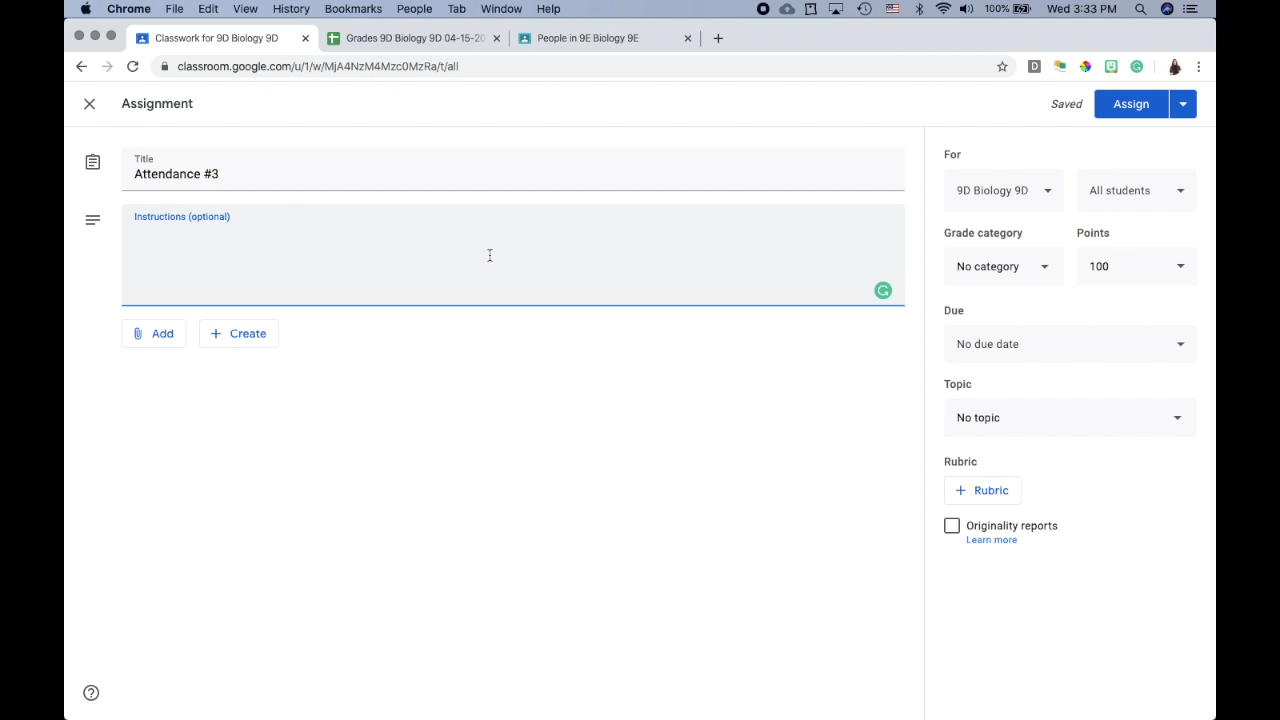 Chrome File Edit View History Bookmarks People Tab Window Help 100% Wed 3:33 PM
Classwork for 9D Biology 9D Grades 9D Biology 9D 04-15-20 People in 9E Biology 9E
classroom.google.com/u/1/w/MjA4NzM4Mzc0MzRa/t/all
Assignment Saved Assign
Title
Attendance #3
Instructions (optional)
Add Create
For
9D Biology 9D All students
Grade category Points
No category 100
Due
No due date
Topic
No topic
Rubric
Rubric
Originality reports
Learn more